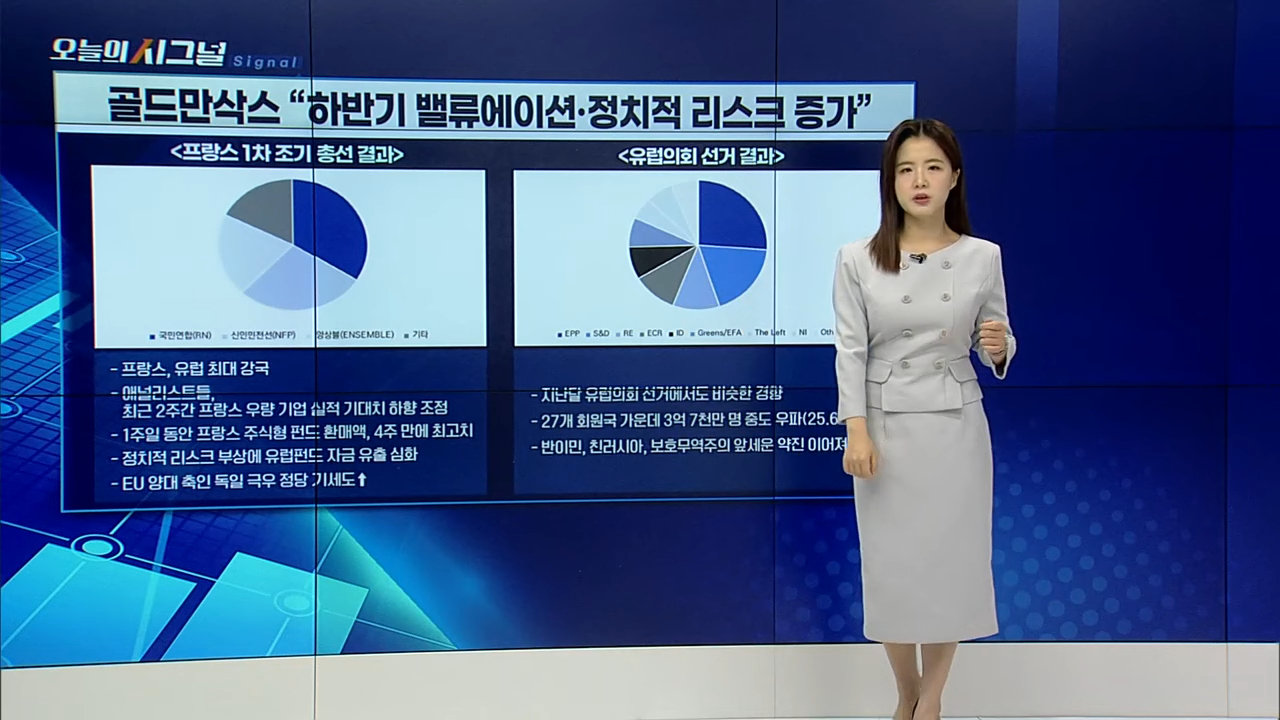 오늘의 시그널 Signal
골드만삭스 “하반기 밸류에이션·정치적 리스크 증가”
<프랑스 1차 조기 총선 결과>
국민연합(RN) 신인민전선(NFP) 앙상블(ENSEMBLE) 기타
- 프랑스, 유럽 최대 강국
- 애널리스트들,
최근 2주간 프랑스 우량 기업 실적 기대치 하향 조정
- 1주일 동안 프랑스 주식형 펀드 환매액, 4주 만에 최고치
- 정치적 리스크 부상에 유럽펀드 자금 유출 심화
- EU 양대 축인 독일 극우 정당 기세도⬆
<유럽의회 선거 결과>
EPP S&D RE ECR ID Greens/EFA The Left NI Oth
- 지난달 유럽의회 선거에서도 비슷한 경향
- 27개 회원국 가운데 3억 7천만 명 중도 우파(25.6
- 반이민, 친러시아, 보호무역주의 앞세운 약진 이어져